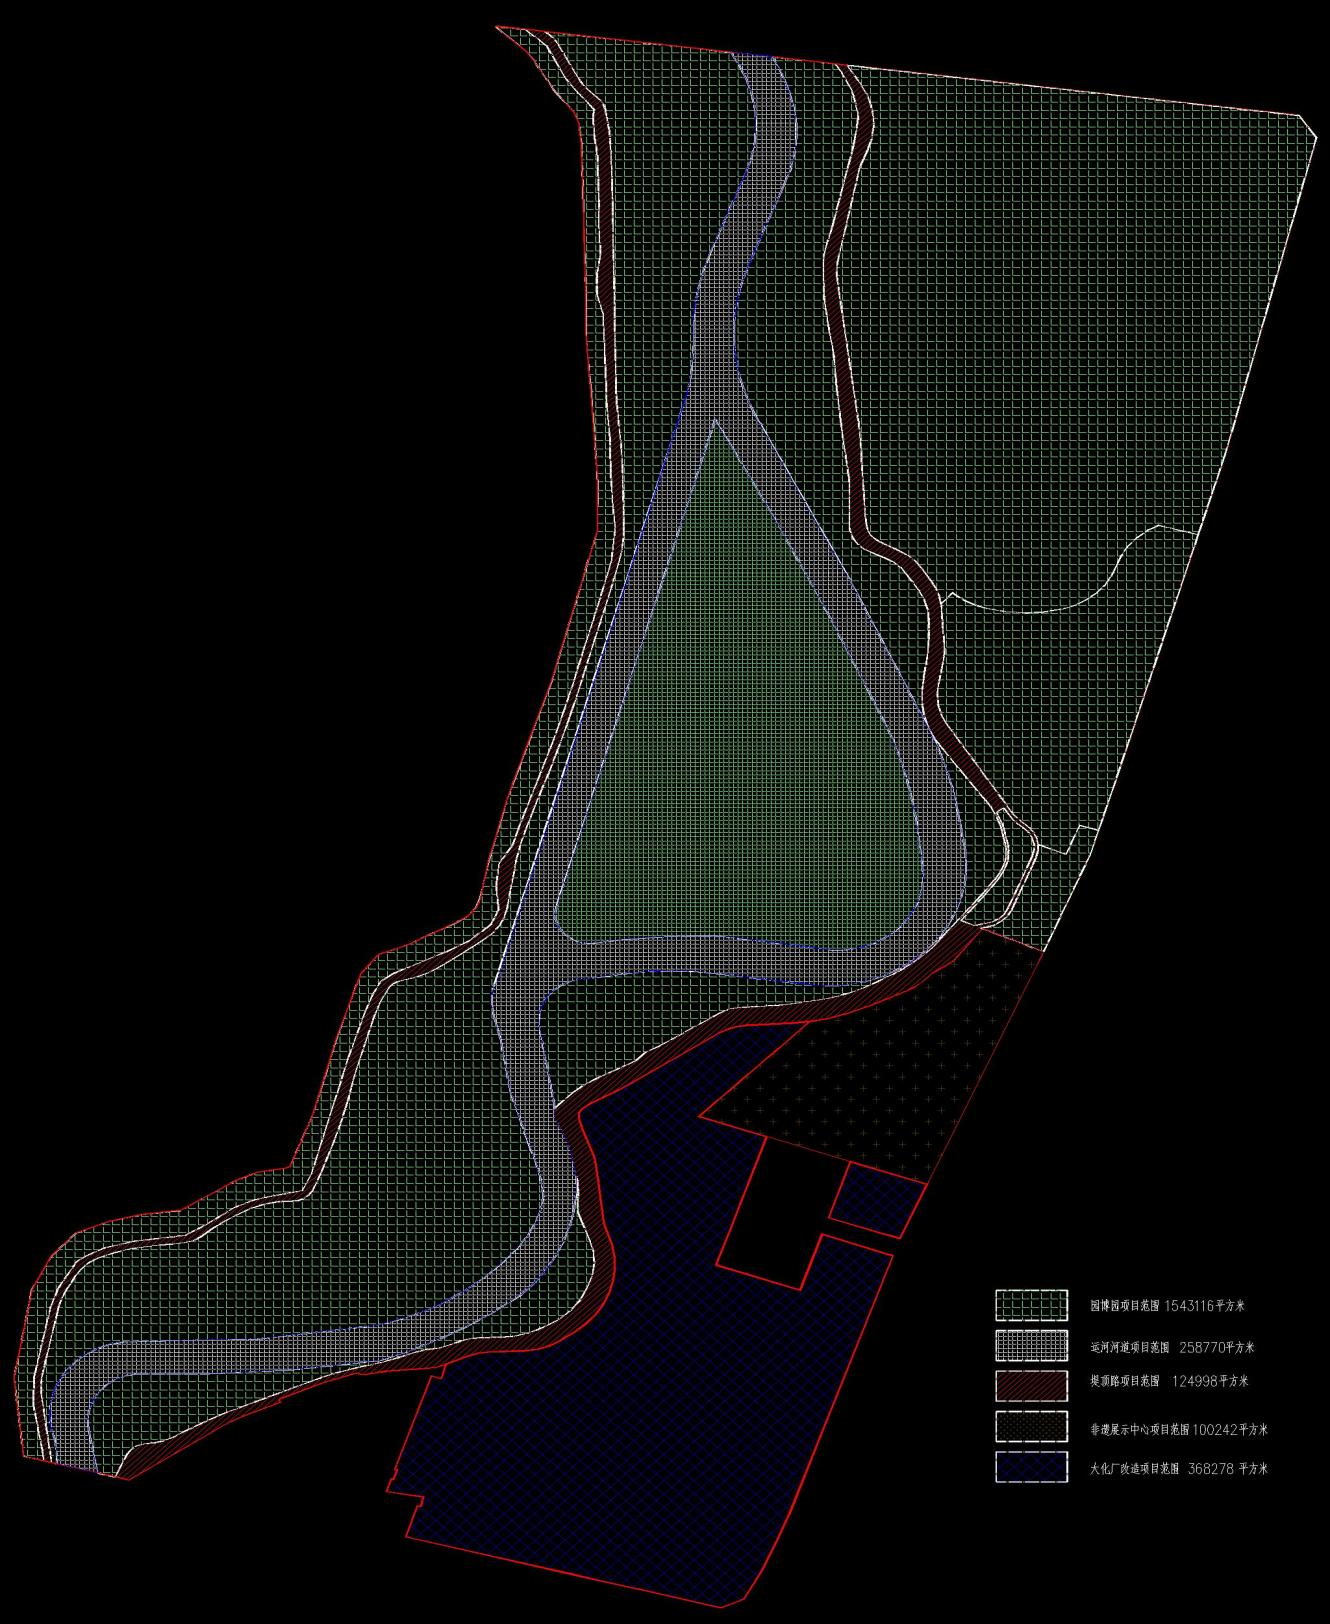 园博园项目范围 1543116平方米
运河河道项目范围 258770平方米
堤顶路项目范围 124998平方米
非遗展示中心项目范围 100242平方米
大化厂改造项目范围 368278 平方米